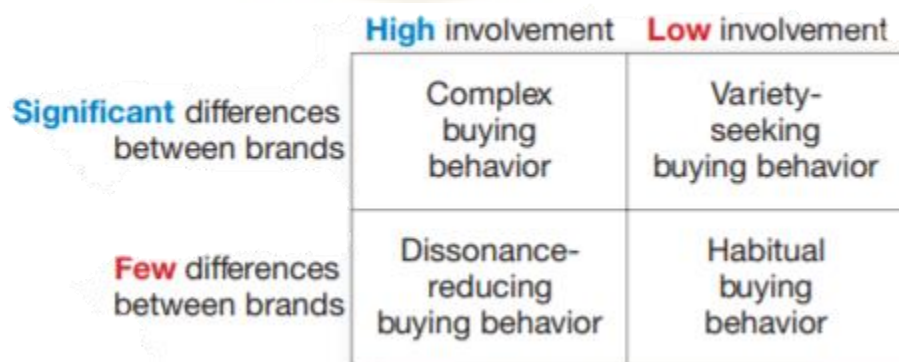 High involvement Low involvement
Significant differences
between brands
Complex
buying
behavior
Variety-
seeking
buying behavior
Few differences
between brands
Dissonance-
reducing
buying behavior
Habitual
buying
behavior